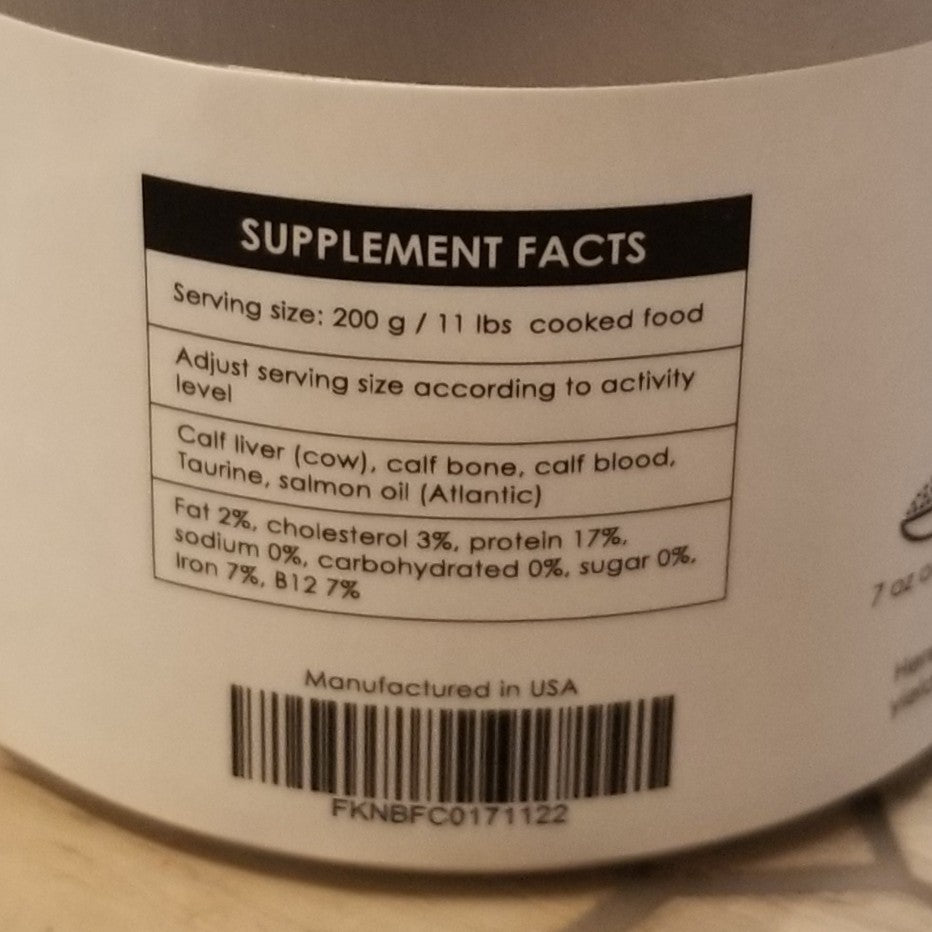 SUPPLEMENT FACTS
Serving size: 200 g / 11 lbs cooked food
Adjust serving size according to activity
level
Calf liver (cow), calf bone, calf blood,
Taurine, salmon oil (Atlantic)
Fat 2%, cholesterol 3%, protein 17%,
sodium 0%, carbohydrated 0%, sugar 0%,
Iron 7%, B12 7%
Manufactured in USA
FKNBFC0171122
7 oz